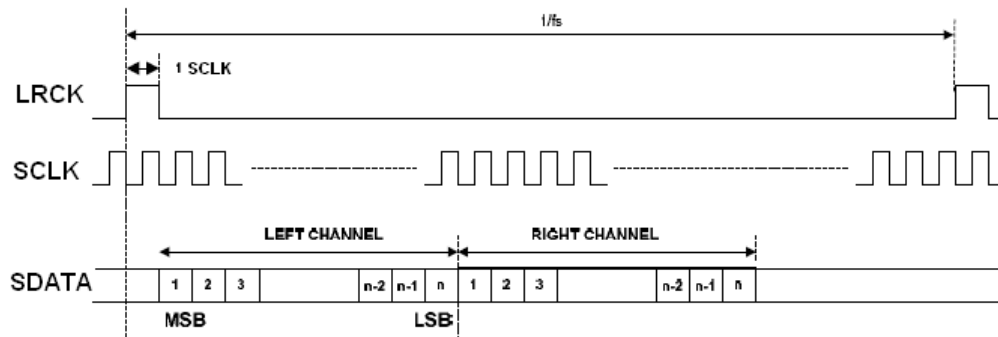 1/fs
1 SCLK
LRCK
SCLK
LEFT CHANNEL RIGHT CHANNEL
SDATA 1 2 3 n-2 n-1 n 1 2 3 n-2 n-1 n
MSB LSB